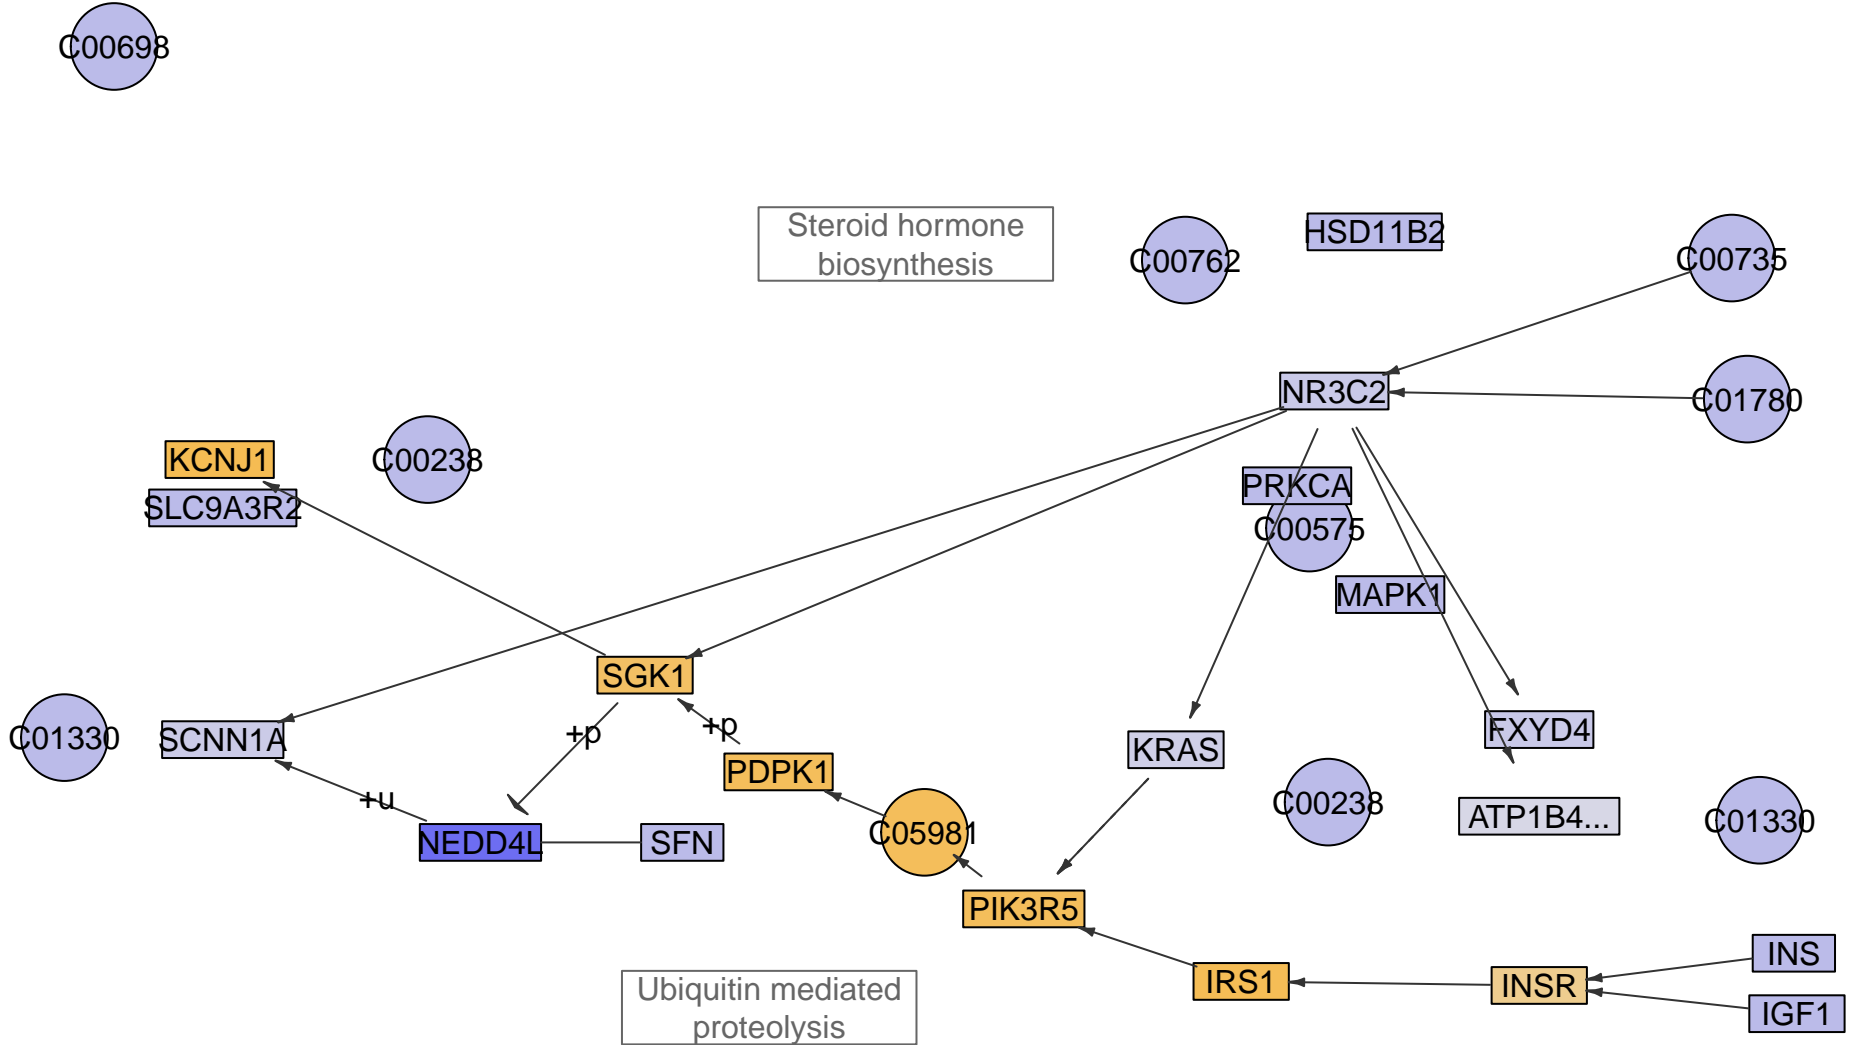 C00698
Steroid hormone
biosynthesis
C00762
HSD11B2
C00735
NR3C2
C01780
KCNJ1
C00238
SLC9A3R2
PRKCA
C00575
MAPK1
SGK1
+p
+p
C01330
SCNN1A
KRAS
FXYD4
PDPK1
+u
C00238
ATP1B4...
C01330
NEDD4L
SFN
C05981
PIK3R5
INS
IRS1
INSR
IGF1
Ubiquitin mediated
proteolysis